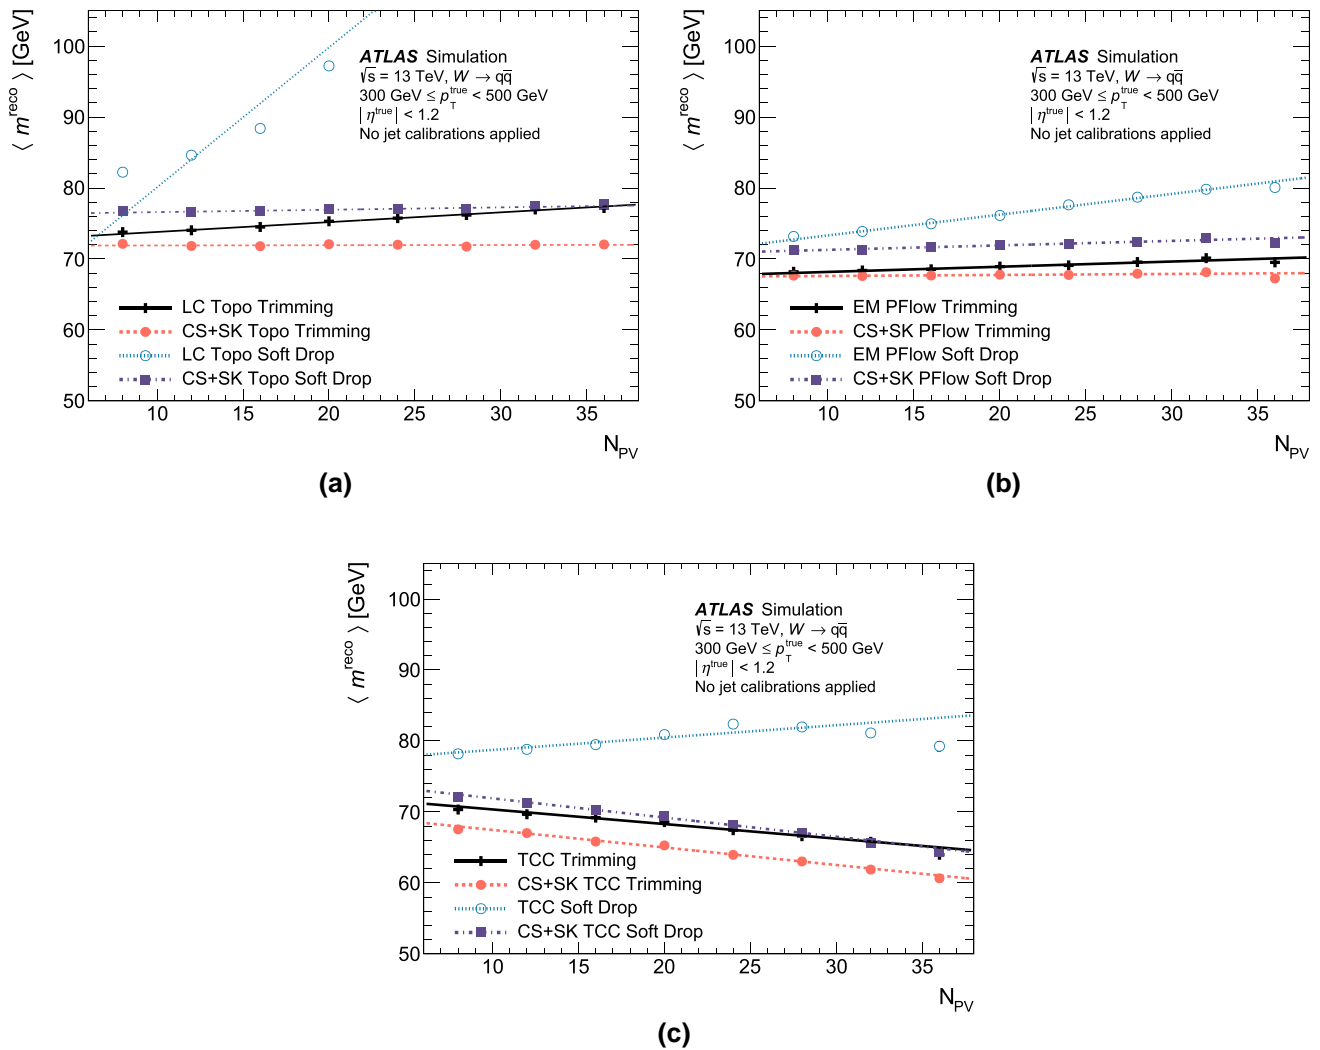 ⟨ m^reco ⟩ [GeV]
100
90
80
70
60
50
ATLAS Simulation
√s = 13 TeV, W → qq̅
300 GeV ≤ p_T^true < 500 GeV
| η^true | < 1.2
No jet calibrations applied
LC Topo Trimming
CS+SK Topo Trimming
LC Topo Soft Drop
CS+SK Topo Soft Drop
10 15 20 25 30 35
N_PV
(a)
⟨ m^reco ⟩ [GeV]
100
90
80
70
60
50
ATLAS Simulation
√s = 13 TeV, W → qq̅
300 GeV ≤ p_T^true < 500 GeV
| η^true | < 1.2
No jet calibrations applied
EM PFlow Trimming
CS+SK PFlow Trimming
EM PFlow Soft Drop
CS+SK PFlow Soft Drop
10 15 20 25 30 35
N_PV
(b)
⟨ m^reco ⟩ [GeV]
100
90
80
70
60
50
ATLAS Simulation
√s = 13 TeV, W → qq̅
300 GeV ≤ p_T^true < 500 GeV
| η^true | < 1.2
No jet calibrations applied
TCC Trimming
CS+SK TCC Trimming
TCC Soft Drop
CS+SK TCC Soft Drop
10 15 20 25 30 35
N_PV
(c)